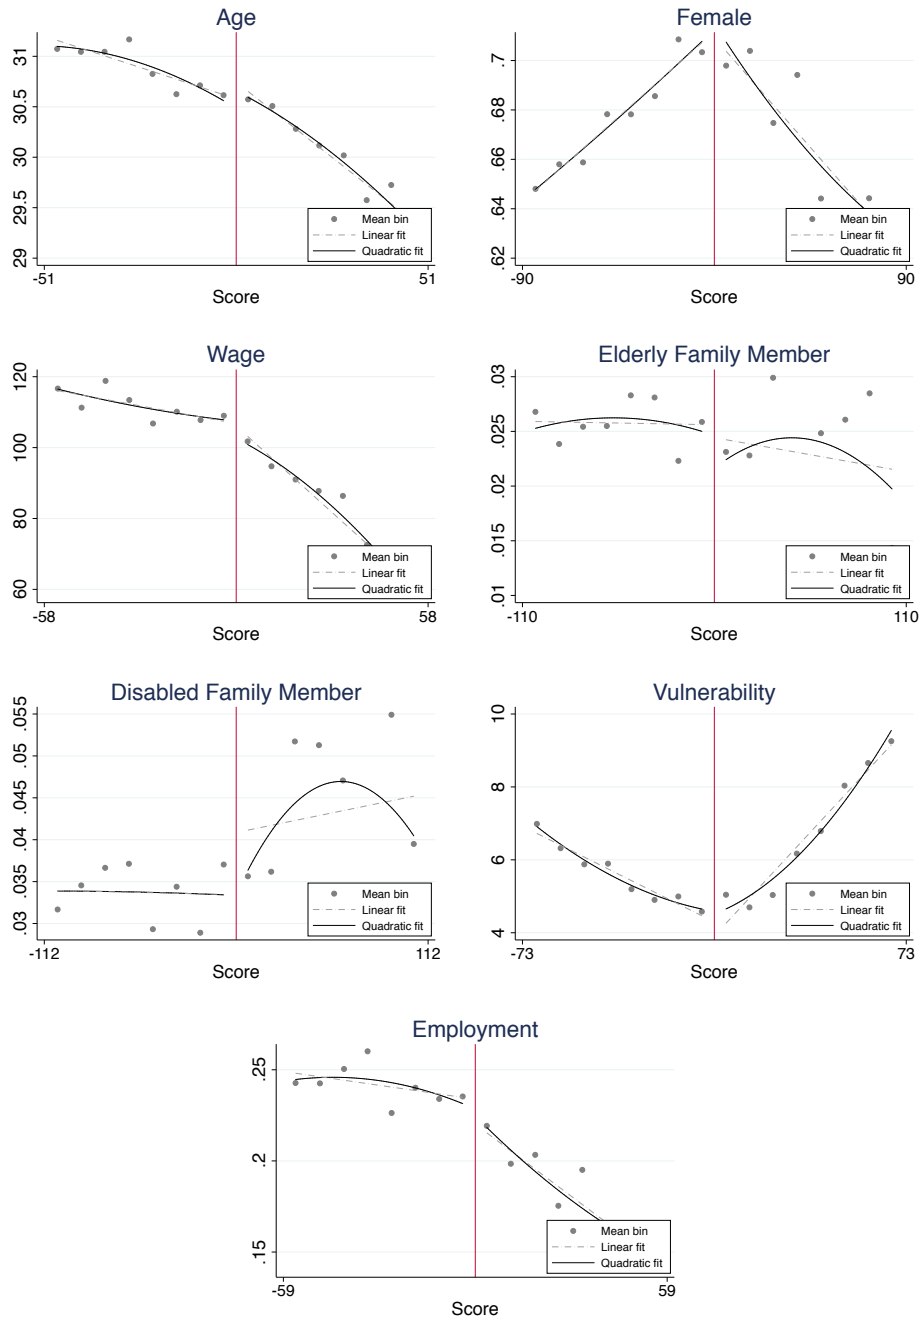 Age
31
30.5
30
29.5
29
Mean bin
Linear fit
Quadratic fit
-51 51
Score
Female
.7
.68
.66
.64
.62
Mean bin
Linear fit
Quadratic fit
-90 90
Score
Wage
120
100
80
60
Mean bin
Linear fit
Quadratic fit
-58 58
Score
Elderly Family Member
.03
.025
.02
.015
.01
Mean bin
Linear fit
Quadratic fit
-110 110
Score
Disabled Family Member
.055
.05
.045
.04
.035
.03
Mean bin
Linear fit
Quadratic fit
-112 112
Score
Vulnerability
10
8
6
4
Mean bin
Linear fit
Quadratic fit
-73 73
Score
Employment
.25
.2
.15
Mean bin
Linear fit
Quadratic fit
-59 59
Score